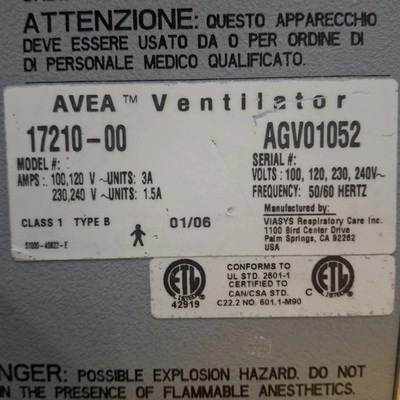 ATTENZIONE: QUESTO APPARECCHIO
DEVE ESSERE USATO DA O PER ORDINE DI
DI PERSONALE MEDICO QUALIFICATO.
AVEA™ Ventilator
17210-00 AGV01052
MODEL#: SERIAL#:
AMPS : 100,120 V ~UNITS: 3A VOLTS : 100, 120, 230, 240V~
230,240 V ~UNITS: 1.5A FREQUENCY: 50/60 HERTZ
Manufactured by:
CLASS 1 TYPE B 01/06 VIASYS Respiratory Care Inc.
1100 Bird Center Drive
Palm Springs, CA 92262
USA
51000-40822-E
ETL CONFORMS TO ETL
UL STD. 2601-1
CERTIFIED TO
CAN/CSA STD. C
42919 C22.2 NO. 601.1-M90
POSSIBLE EXPLOSION HAZARD. DO NOT
IN THE PRESENCE OF FLAMMABLE ANESTHETICS.